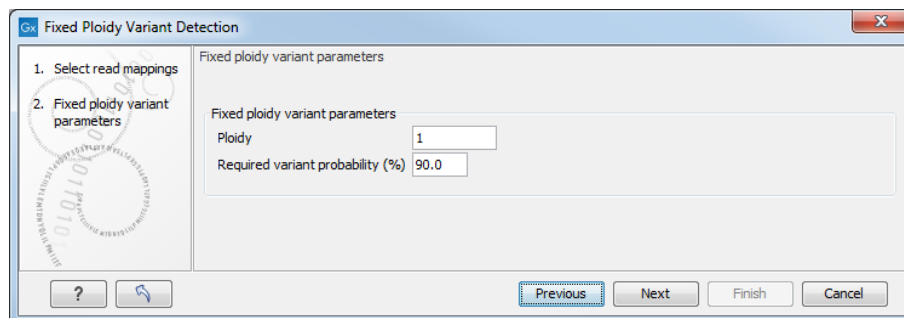 Gx Fixed Ploidy Variant Detection
1. Select read mappings
2. Fixed ploidy variant
parameters
Fixed ploidy variant parameters
Fixed ploidy variant parameters
Ploidy 1
Required variant probability (%) 90.0
? Previous Next Finish Cancel